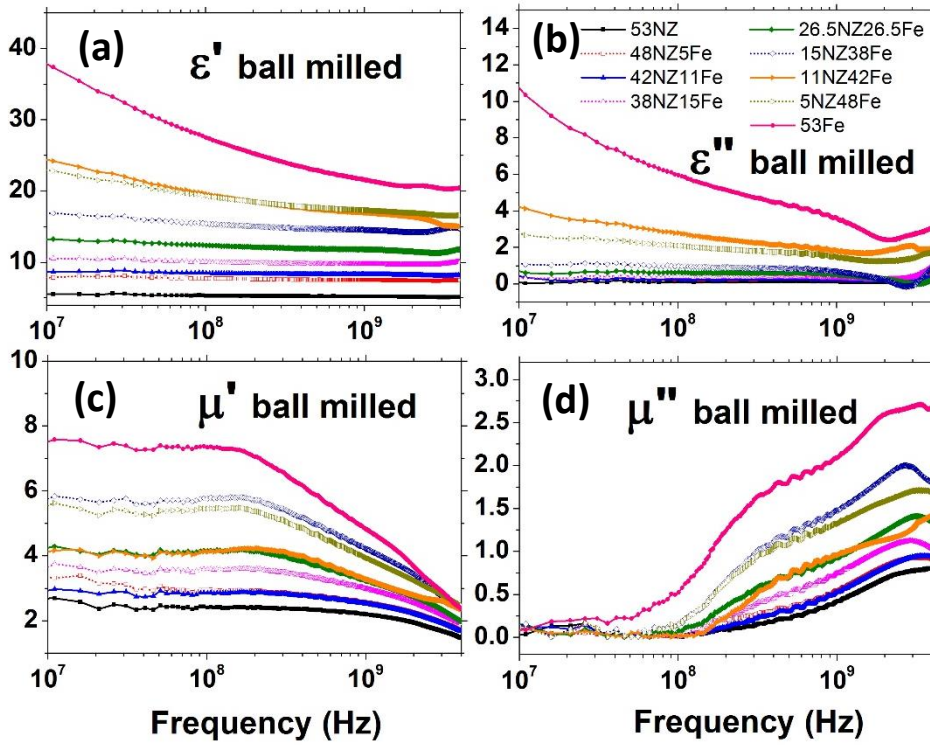 (a)
ε' ball milled
40
30
20
10
10⁷
10⁸
10⁹
(b)
53NZ
26.5NZ26.5Fe
48NZ5Fe
15NZ38Fe
42NZ11Fe
11NZ42Fe
38NZ15Fe
5NZ48Fe
53Fe
ε" ball milled
14
12
10
8
6
4
2
0
10⁷
10⁸
10⁹
(c)
μ' ball milled
10
8
6
4
2
10⁷
10⁸
10⁹
Frequency (Hz)
(d)
μ" ball milled
3.0
2.5
2.0
1.5
1.0
0.5
0.0
10⁷
10⁸
10⁹
Frequency (Hz)